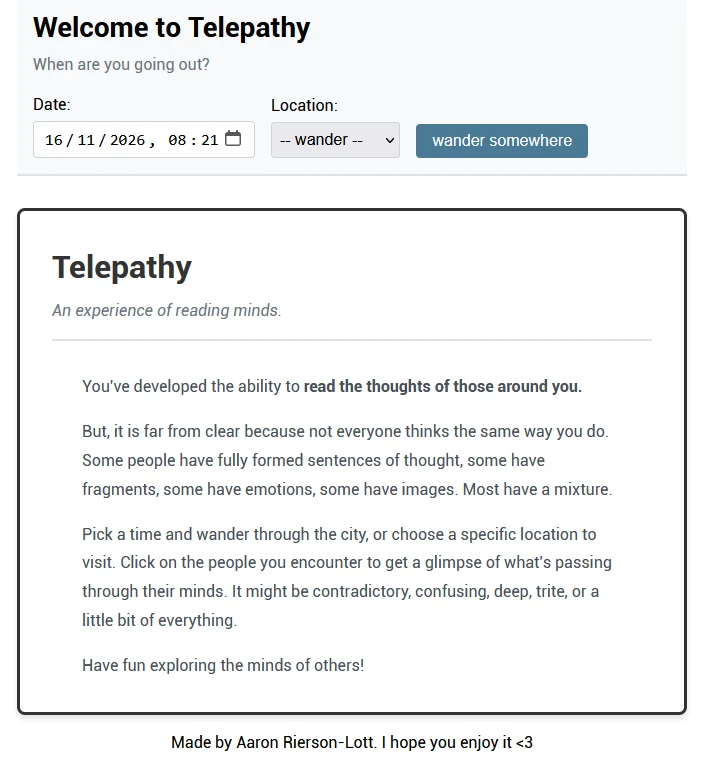 Welcome to Telepathy
When are you going out?
Date:
Location:
16/11/2026, 08:21
-- wander --
wander somewhere
Telepathy
An experience of reading minds.
You've developed the ability to read the thoughts of those around you.
But, it is far from clear because not everyone thinks the same way you do.
Some people have fully formed sentences of thought, some have
fragments, some have emotions, some have images. Most have a mixture.
Pick a time and wander through the city, or choose a specific location to
visit. Click on the people you encounter to get a glimpse of what's passing
through their minds. It might be contradictory, confusing, deep, trite, or a
little bit of everything.
Have fun exploring the minds of others!
Made by Aaron Rierson-Lott. I hope you enjoy it <3